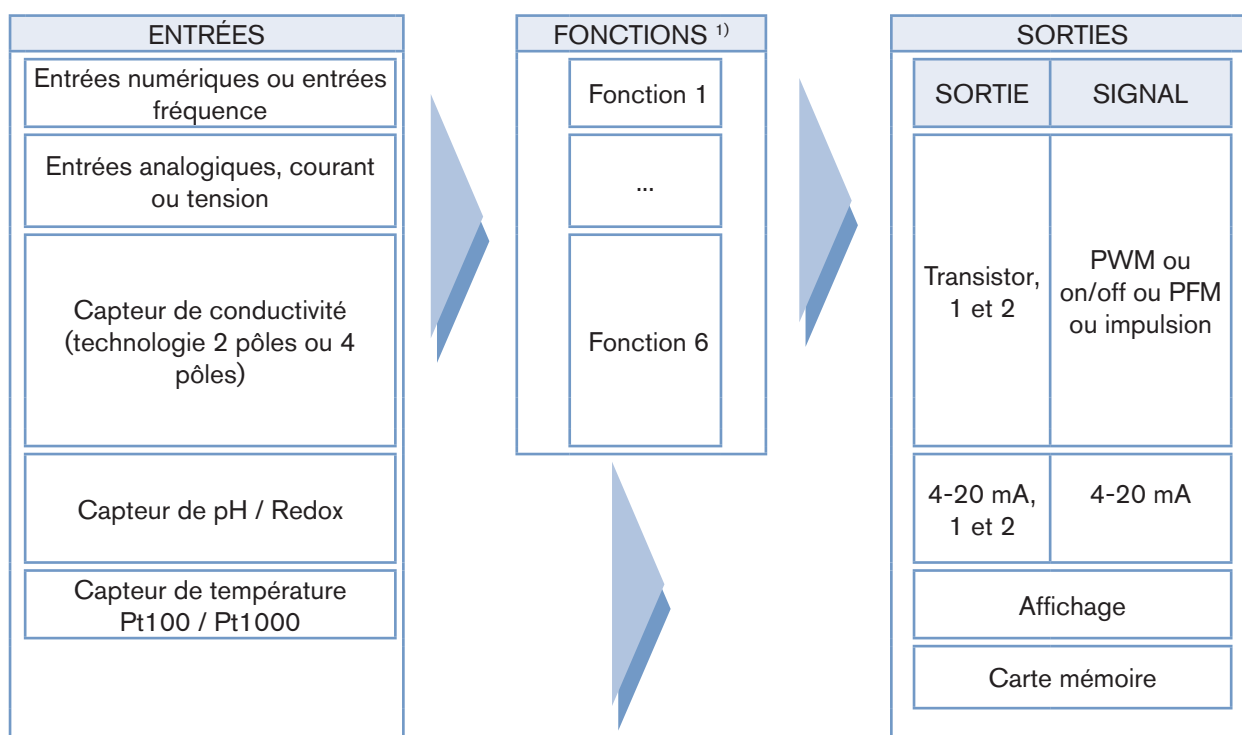 ENTRÉES
Entrées numériques ou entrées
fréquence
Entrées analogiques, courant
ou tension
Capteur de conductivité
(technologie 2 pôles ou 4
pôles)
Capteur de pH / Redox
Capteur de température
Pt100 / Pt1000
FONCTIONS 1)
Fonction 1
...
Fonction 6
SORTIES
SORTIE
SIGNAL
Transistor,
1 et 2
PWM ou
on/off ou PFM
ou impulsion
4-20 mA,
1 et 2
4-20 mA
Affichage
Carte mémoire